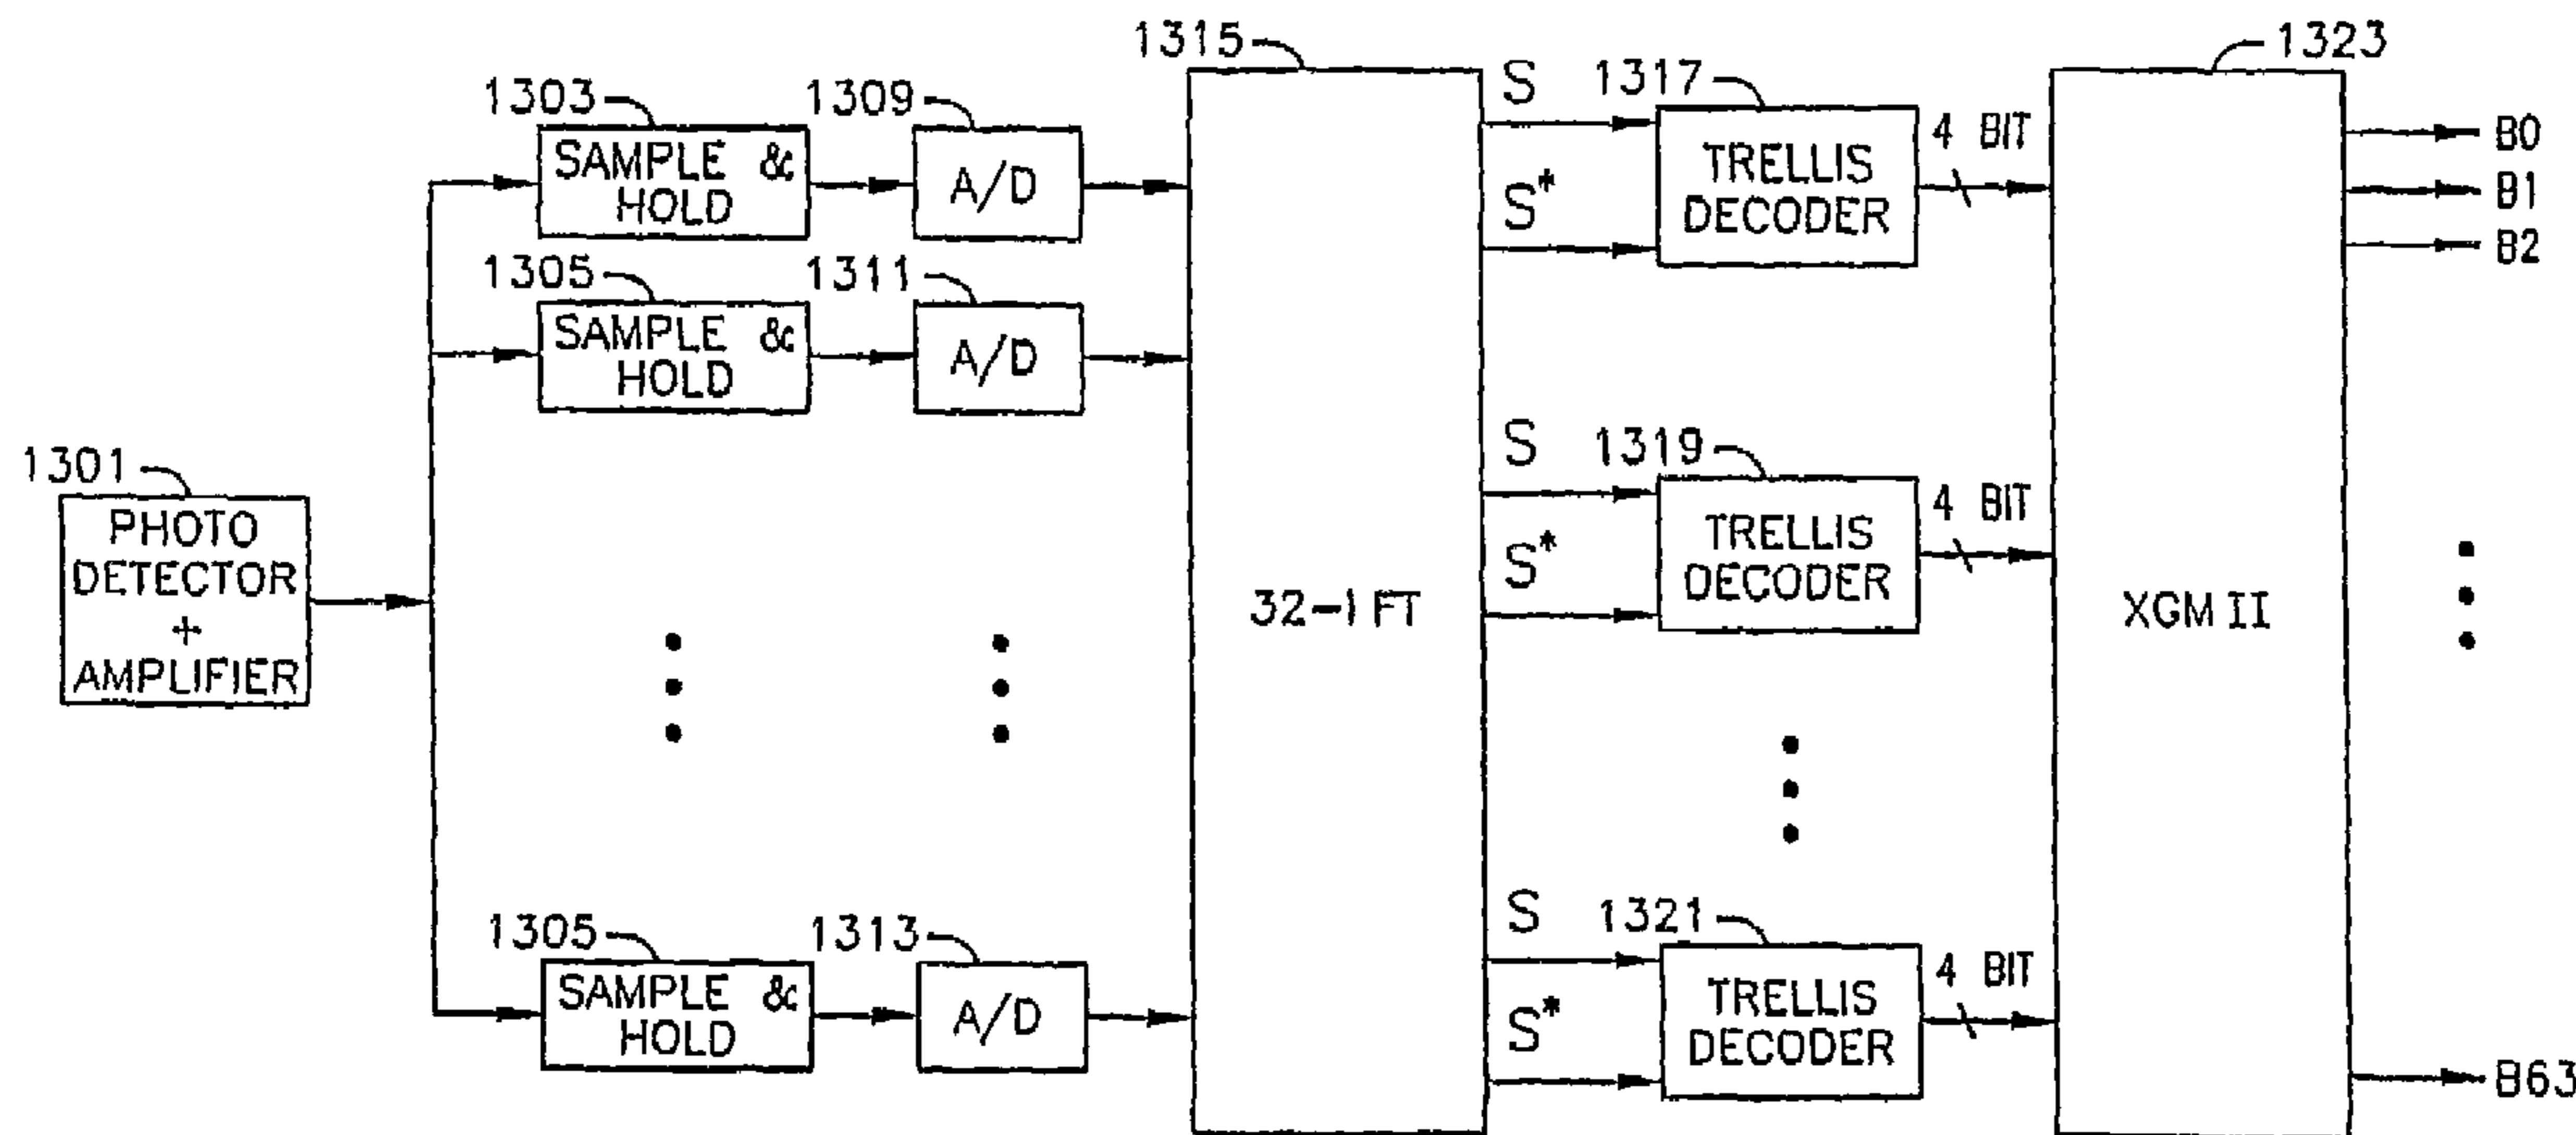 1315
1323
1303
1309
S
1317
SAMPLE &
HOLD
A/D
S*
TRELLIS
DECODER
4 BIT
B0
B1
B2
1305
1311
SAMPLE &
HOLD
A/D
1301
PHOTO
DETECTOR
+
AMPLIFIER
32-1 FT
S
1319
S*
TRELLIS
DECODER
4 BIT
XGM II
1305
1313
SAMPLE &
HOLD
A/D
S
1321
S*
TRELLIS
DECODER
4 BIT
B63